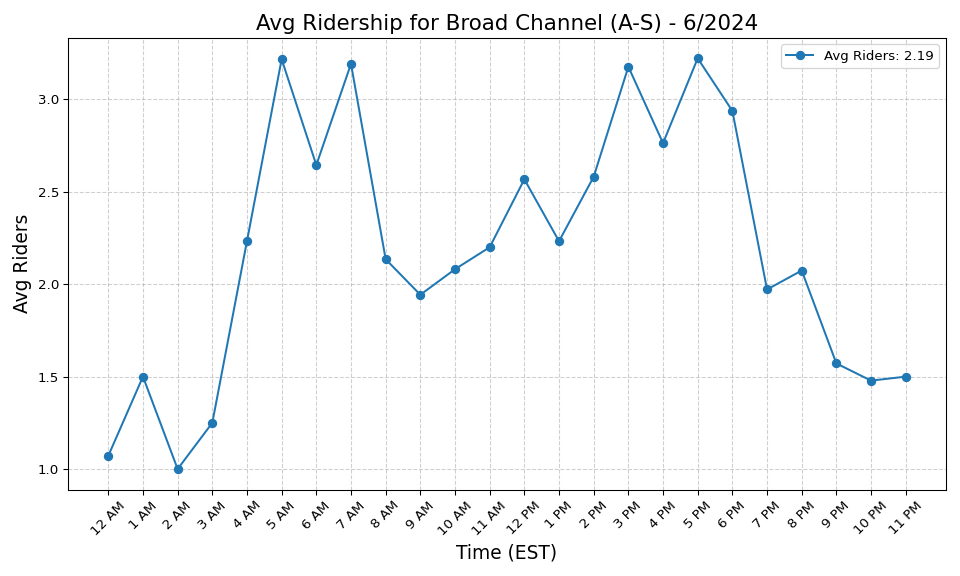 Avg Ridership for Broad Channel (A-S) - 6/2024
Avg Riders: 2.19
Avg Riders
3.0
2.5
2.0
1.5
1.0
12 AM
1 AM
2 AM
3 AM
4 AM
5 AM
6 AM
7 AM
8 AM
9 AM
10 AM
11 AM
12 PM
1 PM
2 PM
3 PM
4 PM
5 PM
6 PM
7 PM
8 PM
9 PM
10 PM
11 PM
Time (EST)